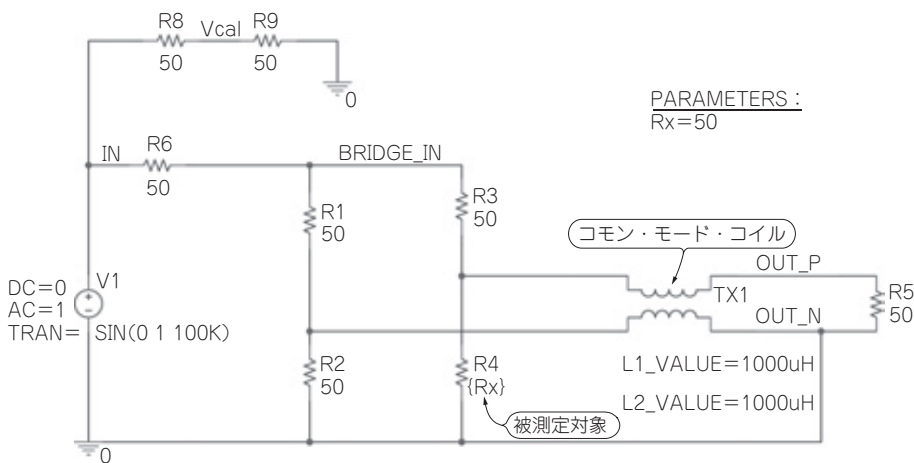 R8
Vcal
R9
50
50
0
PARAMETERS：
Rx＝50
IN
R6
50
BRIDGE_IN
R3
50
R1
50
コモン・モード・コイル
OUT_P
TX1
R5
50
OUT_N
DC＝0
AC＝1
TRAN＝ SIN(0 1 100K)
V1
R2
50
R4
{Rx}
L1_VALUE＝1000uH
L2_VALUE＝1000uH
被測定対象
0